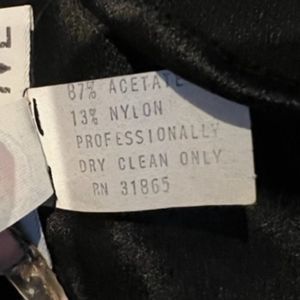 87% ACETATE
13% NYLON
PROFESSIONALLY
DRY CLEAN ONLY
RN 31865